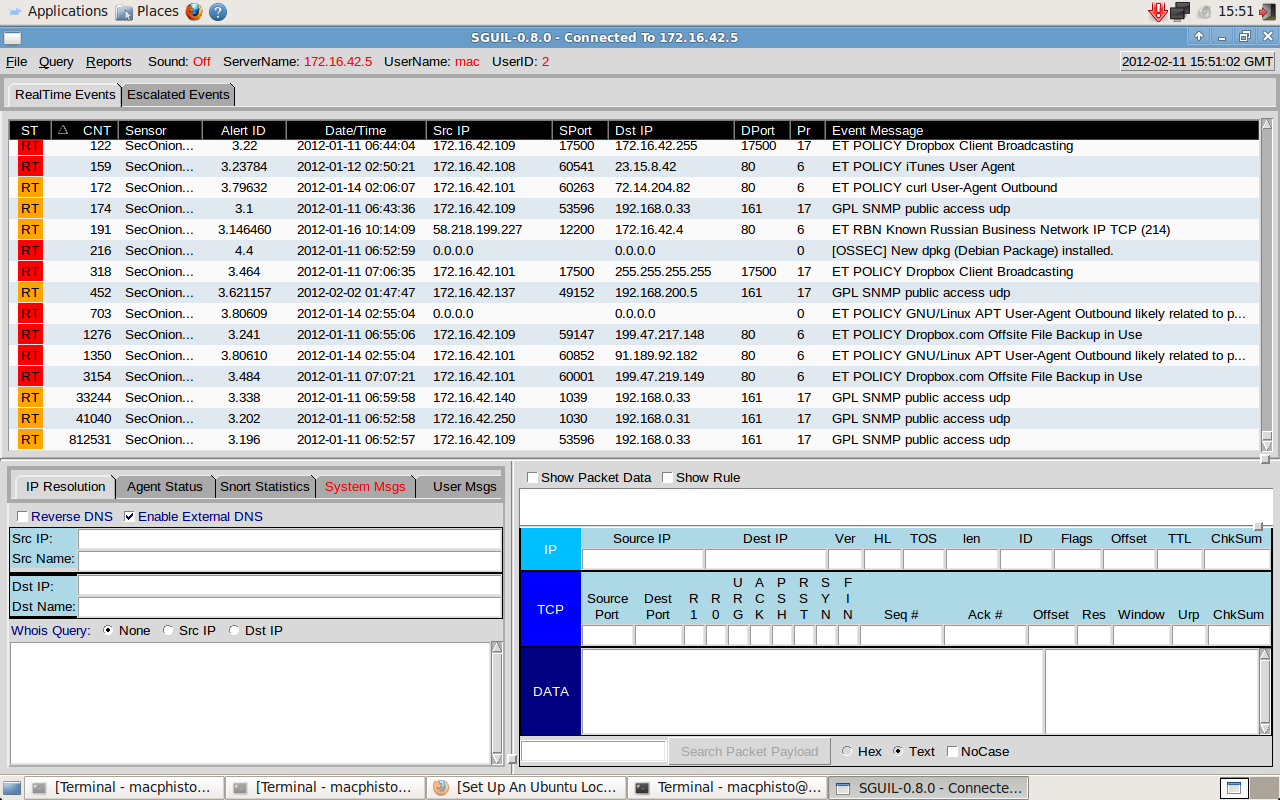 Applications Places 15:51
SGUIL-0.8.0 - Connected To 172.16.42.5
File Query Reports Sound: Off ServerName: 172.16.42.5 UserName: mac UserID: 2 2012-02-11 15:51:02 GMT
RealTime Events Escalated Events
ST CNT Sensor Alert ID Date/Time Src IP SPort Dst IP DPort Pr Event Message
RT 122 SecOnion... 3.22 2012-01-11 06:44:04 172.16.42.109 17500 172.16.42.255 17500 17 ET POLICY Dropbox Client Broadcasting
RT 159 SecOnion... 3.23784 2012-01-12 02:50:21 172.16.42.108 60541 23.15.8.42 80 6 ET POLICY iTunes User Agent
RT 172 SecOnion... 3.79632 2012-01-14 02:06:07 172.16.42.101 60263 72.14.204.82 80 6 ET POLICY curl User-Agent Outbound
RT 174 SecOnion... 3.1 2012-01-11 06:43:36 172.16.42.109 53596 192.168.0.33 161 17 GPL SNMP public access udp
RT 191 SecOnion... 3.146460 2012-01-16 10:14:09 58.218.199.227 12200 172.16.42.4 80 6 ET RBN Known Russian Business Network IP TCP (214)
RT 216 SecOnion... 4.4 2012-01-11 06:52:59 0.0.0.0 0.0.0.0 0 [OSSEC] New dpkg (Debian Package) installed.
RT 318 SecOnion... 3.464 2012-01-11 07:06:35 172.16.42.101 17500 255.255.255.255 17500 17 ET POLICY Dropbox Client Broadcasting
RT 452 SecOnion... 3.621157 2012-02-02 01:47:47 172.16.42.137 49152 192.168.200.5 161 17 GPL SNMP public access udp
RT 703 SecOnion... 3.80609 2012-01-14 02:55:04 0.0.0.0 0.0.0.0 0 ET POLICY GNU/Linux APT User-Agent Outbound likely related to p...
RT 1276 SecOnion... 3.241 2012-01-11 06:55:06 172.16.42.109 59147 199.47.217.148 80 6 ET POLICY Dropbox.com Offsite File Backup in Use
RT 1350 SecOnion... 3.80610 2012-01-14 02:55:04 172.16.42.101 60852 91.189.92.182 80 6 ET POLICY GNU/Linux APT User-Agent Outbound likely related to p...
RT 3154 SecOnion... 3.484 2012-01-11 07:07:21 172.16.42.101 60001 199.47.219.149 80 6 ET POLICY Dropbox.com Offsite File Backup in Use
RT 33244 SecOnion... 3.338 2012-01-11 06:59:58 172.16.42.140 1039 192.168.0.33 161 17 GPL SNMP public access udp
RT 41040 SecOnion... 3.202 2012-01-11 06:52:58 172.16.42.250 1030 192.168.0.31 161 17 GPL SNMP public access udp
RT 812531 SecOnion... 3.196 2012-01-11 06:52:57 172.16.42.109 53596 192.168.0.33 161 17 GPL SNMP public access udp
IP Resolution Agent Status Snort Statistics System Msgs User Msgs
Reverse DNS Enable External DNS
Src IP:
Src Name:
Dst IP:
Dst Name:
Whois Query: None Src IP Dst IP
Show Packet Data Show Rule
IP Source IP Dest IP Ver HL TOS len ID Flags Offset TTL ChkSum
TCP Source Port Dest Port R1 R0 URG ACK PSH RST SYN FIN Seq # Ack # Offset Res Window Urp ChkSum
DATA
Search Packet Payload Hex Text NoCase
[Terminal - macphisto... [Terminal - macphisto... [Set Up An Ubuntu Loc... Terminal - macphisto@... SGUIL-0.8.0 - Connecte...